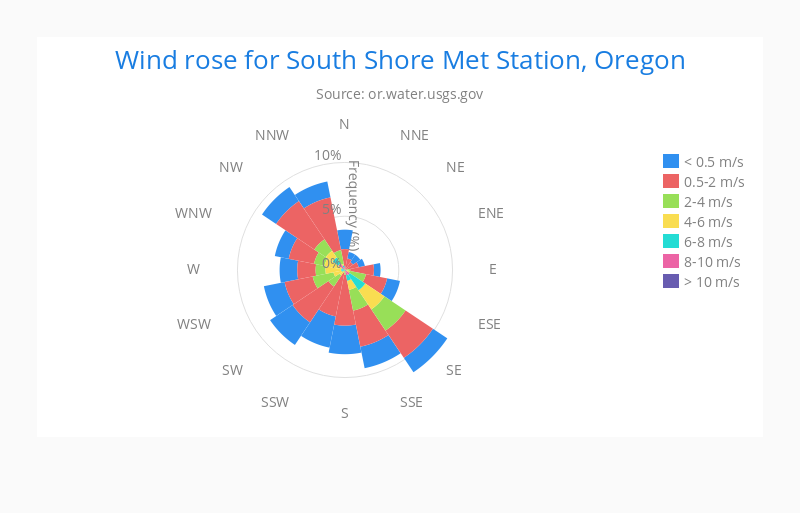 Wind rose for South Shore Met Station, Oregon
Source: or.water.usgs.gov
N
NNE
NE
ENE
E
ESE
SE
SSE
S
SSW
SW
WSW
W
WNW
NW
NNW
10%
5%
0%
Frequency (%)
< 0.5 m/s
0.5-2 m/s
2-4 m/s
4-6 m/s
6-8 m/s
8-10 m/s
> 10 m/s